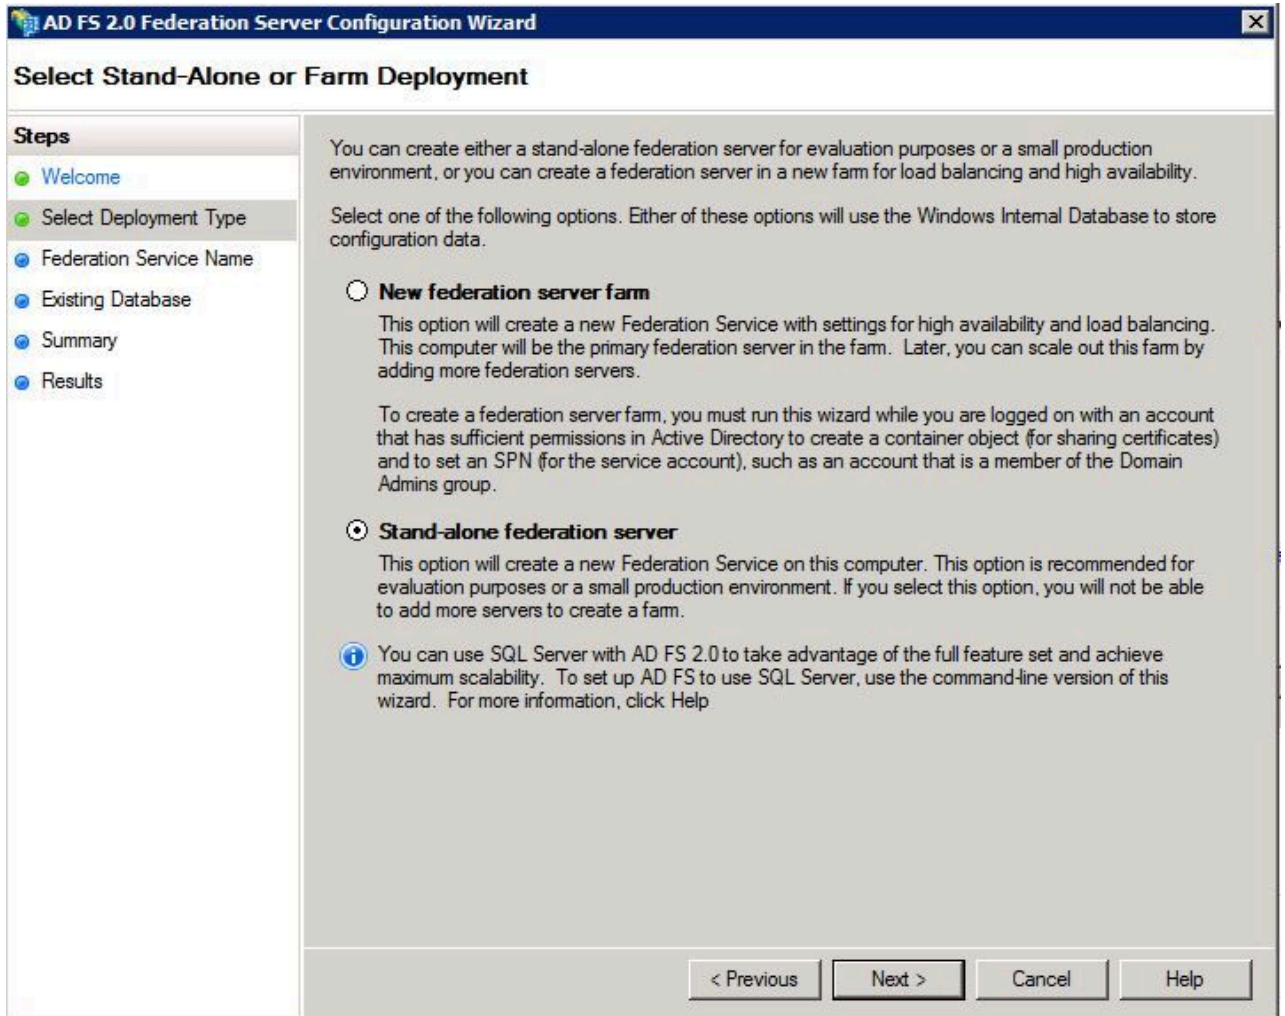 AD FS 2.0 Federation Server Configuration Wizard
Select Stand-Alone or Farm Deployment
Steps
Welcome
Select Deployment Type
Federation Service Name
Existing Database
Summary
Results
You can create either a stand-alone federation server for evaluation purposes or a small production
environment, or you can create a federation server in a new farm for load balancing and high availability.
Select one of the following options. Either of these options will use the Windows Internal Database to store
configuration data.
New federation server farm
This option will create a new Federation Service with settings for high availability and load balancing.
This computer will be the primary federation server in the farm.  Later, you can scale out this farm by
adding more federation servers.
To create a federation server farm, you must run this wizard while you are logged on with an account
that has sufficient permissions in Active Directory to create a container object (for sharing certificates)
and to set an SPN (for the service account), such as an account that is a member of the Domain
Admins group.
Stand-alone federation server
This option will create a new Federation Service on this computer. This option is recommended for
evaluation purposes or a small production environment. If you select this option, you will not be able
to add more servers to create a farm.
You can use SQL Server with AD FS 2.0 to take advantage of the full feature set and achieve
maximum scalability.  To set up AD FS to use SQL Server, use the command-line version of this
wizard.  For more information, click Help
< Previous
Next >
Cancel
Help